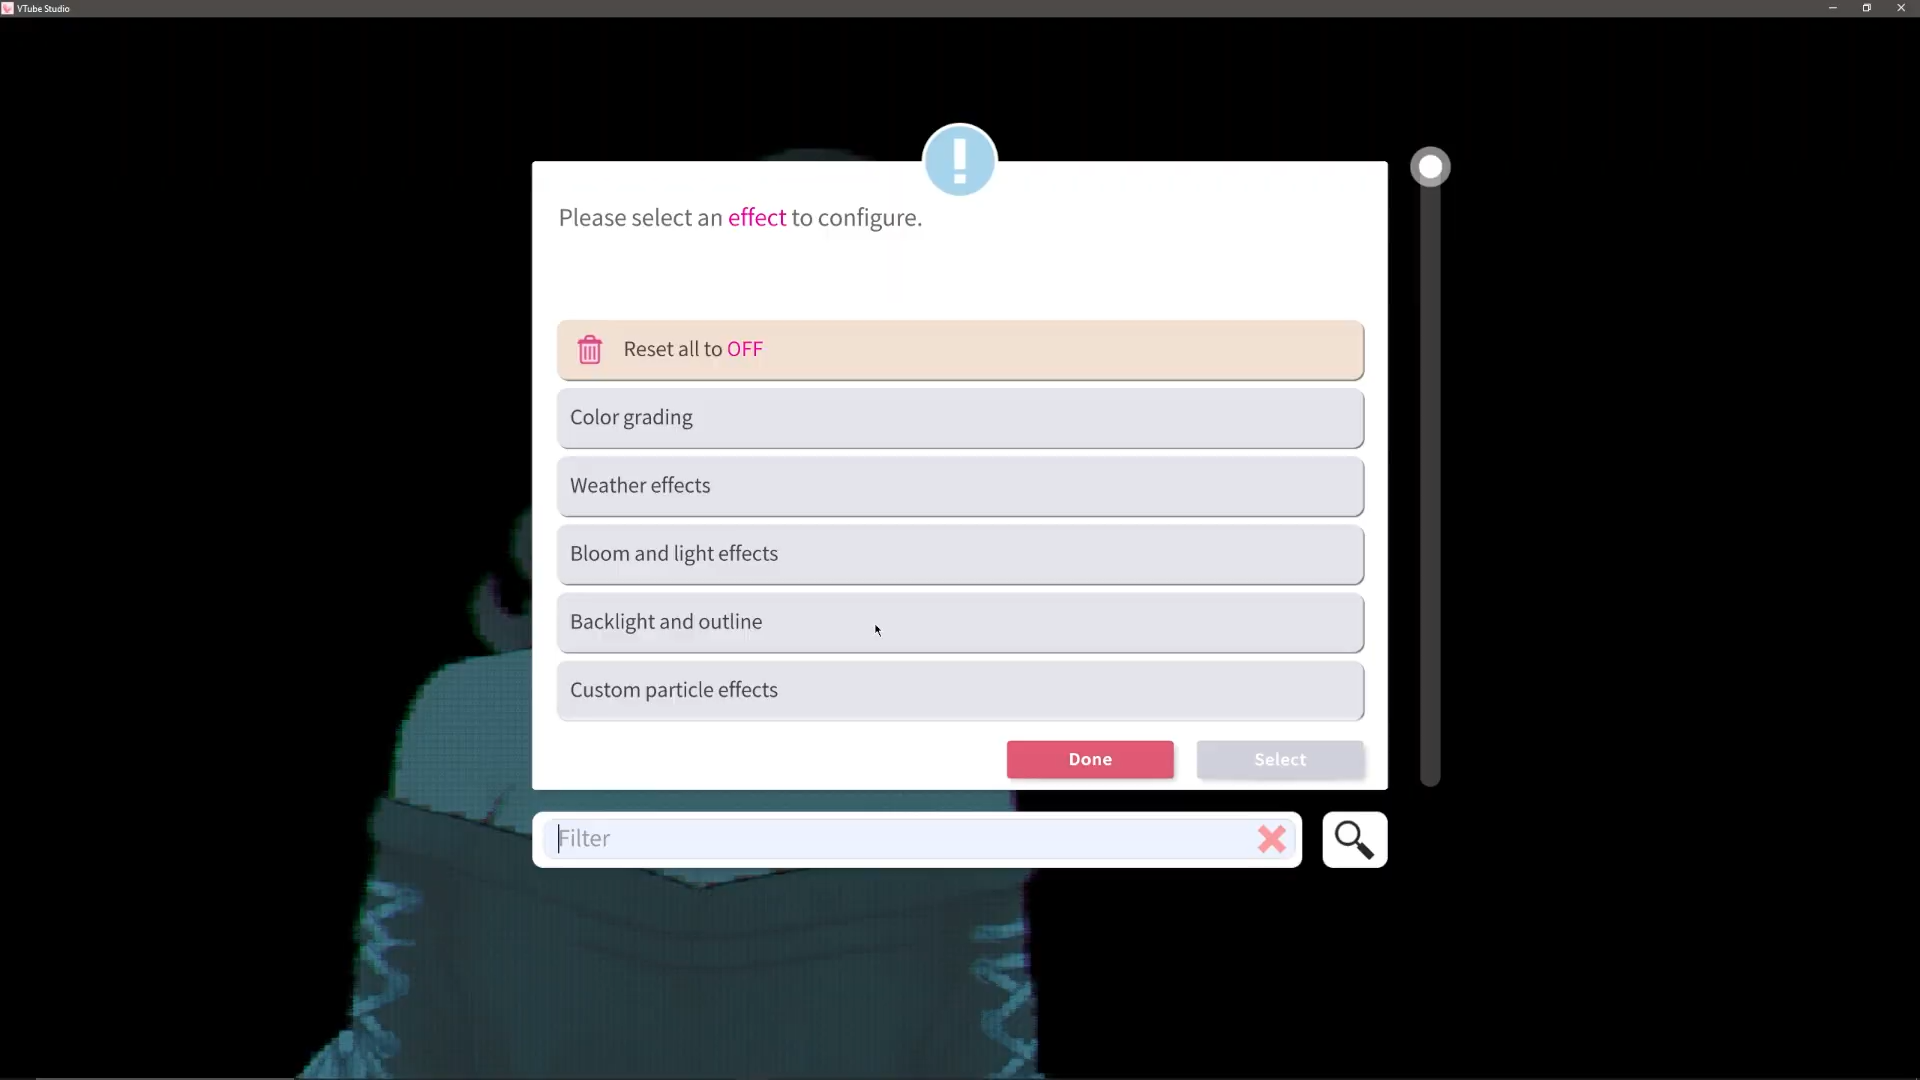 VTube Studio
Please select an effect to configure.
Reset all to OFF
Color grading
Weather effects
Bloom and light effects
Backlight and outline
Custom particle effects
Done
Select
Filter